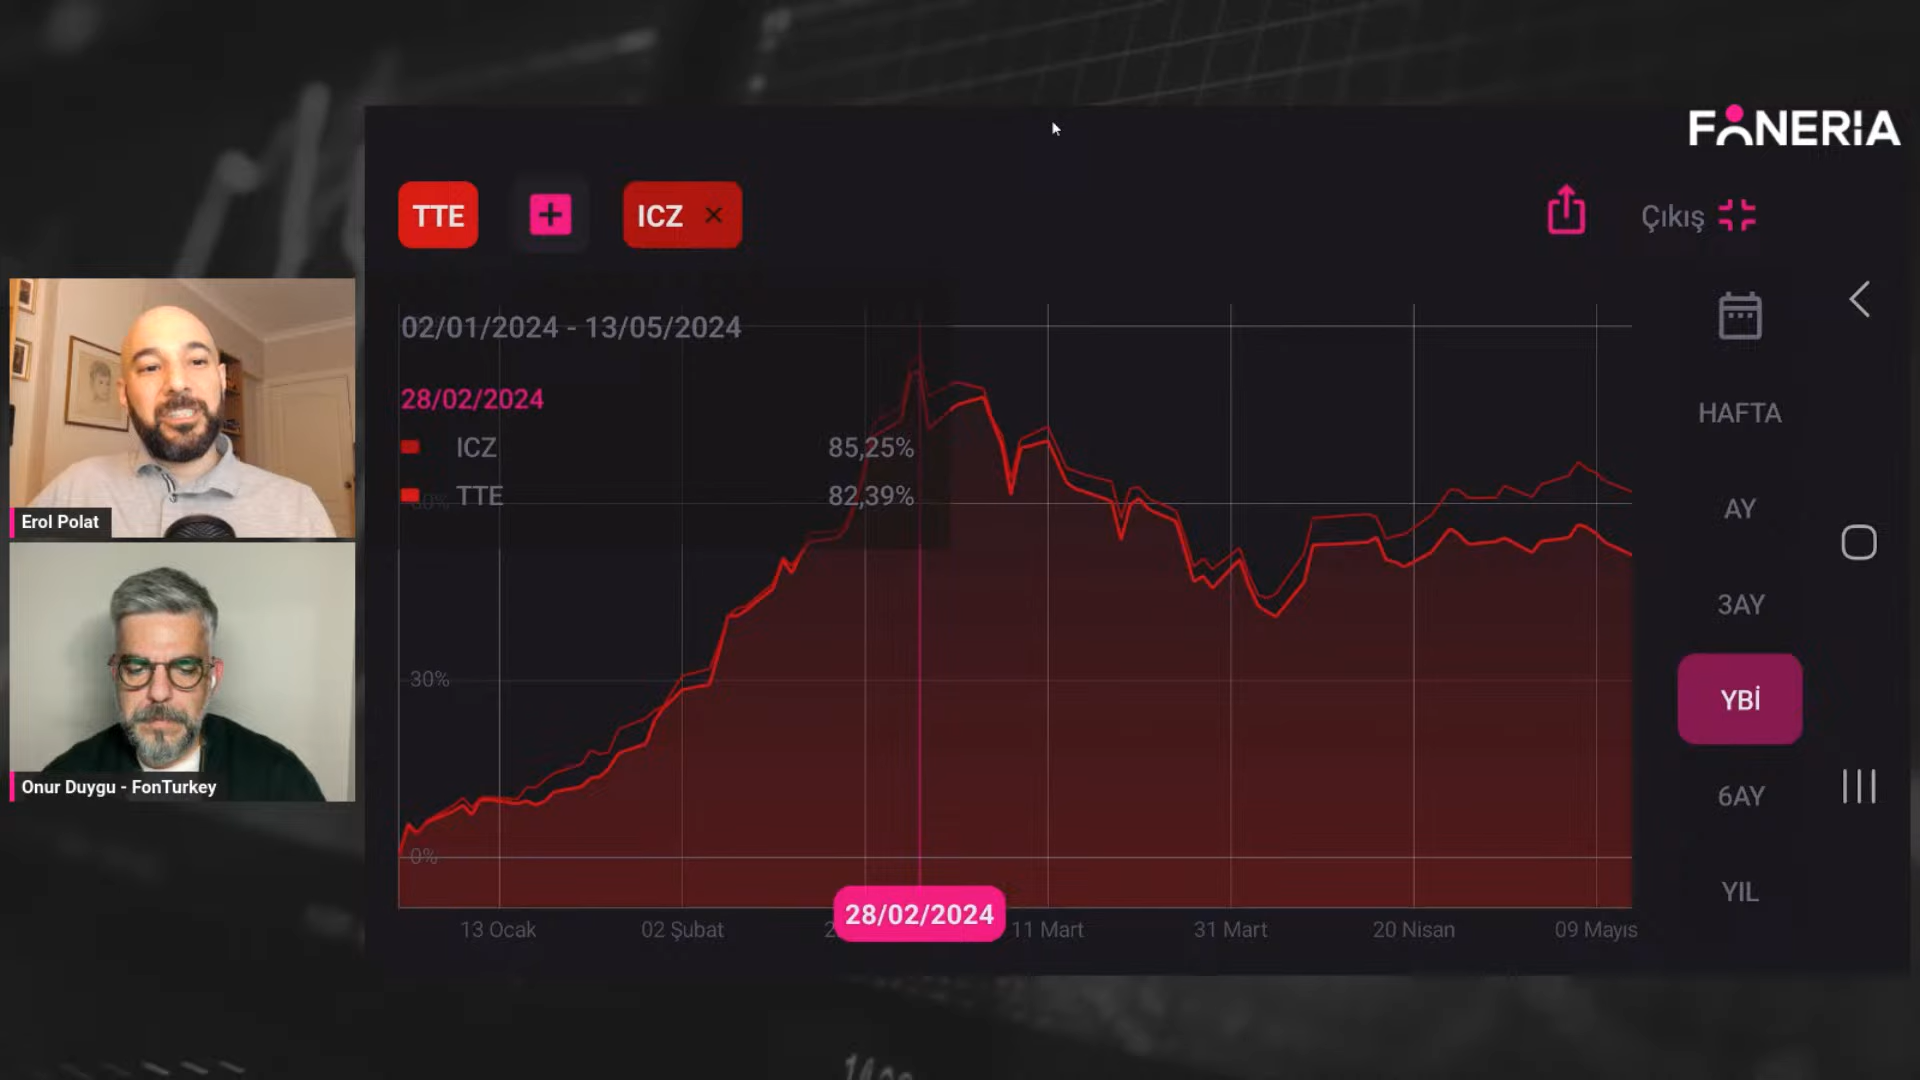 FONERIA
TTE
ICZ
Çıkış
02/01/2024 - 13/05/2024
28/02/2024
ICZ 85,25%
TTE 82,39%
30%
0%
28/02/2024
13 Ocak
02 Şubat
11 Mart
31 Mart
20 Nisan
09 Mayıs
HAFTA
AY
3AY
YBİ
6AY
YIL
Erol Polat
Onur Duygu - FonTurkey